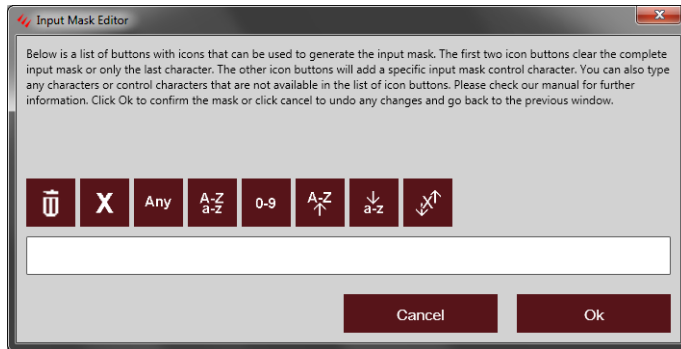 Input Mask Editor
Below is a list of buttons with icons that can be used to generate the input mask. The first two icon buttons clear the complete
input mask or only the last character. The other icon buttons will add a specific input mask control character. You can also type
any characters or control characters that are not available in the list of icon buttons. Please check our manual for further
information. Click Ok to confirm the mask or click cancel to undo any changes and go back to the previous window.
X Any A-Z 0-9 A-Z a-z X
a-z
Cancel Ok